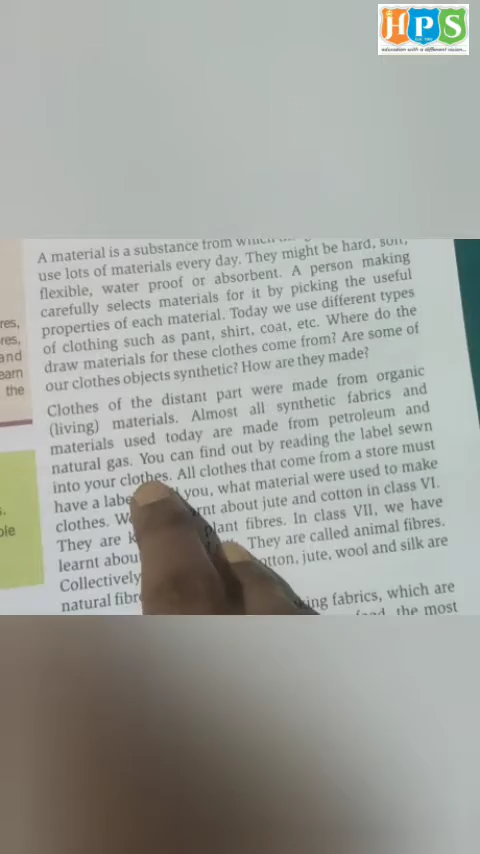 HPS
education with a different vision...
A material is a substance from which
use lots of materials every day. They might be hard, soft,
flexible, water proof or absorbent. A person making
carefully selects materials for it by picking the useful
properties of each material. Today we use different types
of clothing such as pant, shirt, coat, etc. Where do the
draw materials for these clothes come from? Are some of
our clothes objects synthetic? How are they made?
Clothes of the distant part were made from organic
(living) materials. Almost all synthetic fabrics and
materials used today are made from petroleum and
natural gas. You can find out by reading the label sewn
into your clothes. All clothes that come from a store must
have a labe you, what material were used to make
clothes. W rnt about jute and cotton in class VI.
They are k plant fibres. In class VII, we have
learnt abou They are called animal fibres.
Collectively otton, jute, wool and silk are
natural fibr king fabrics, which are
the most
res,
res,
and
earn
the
s.
ble